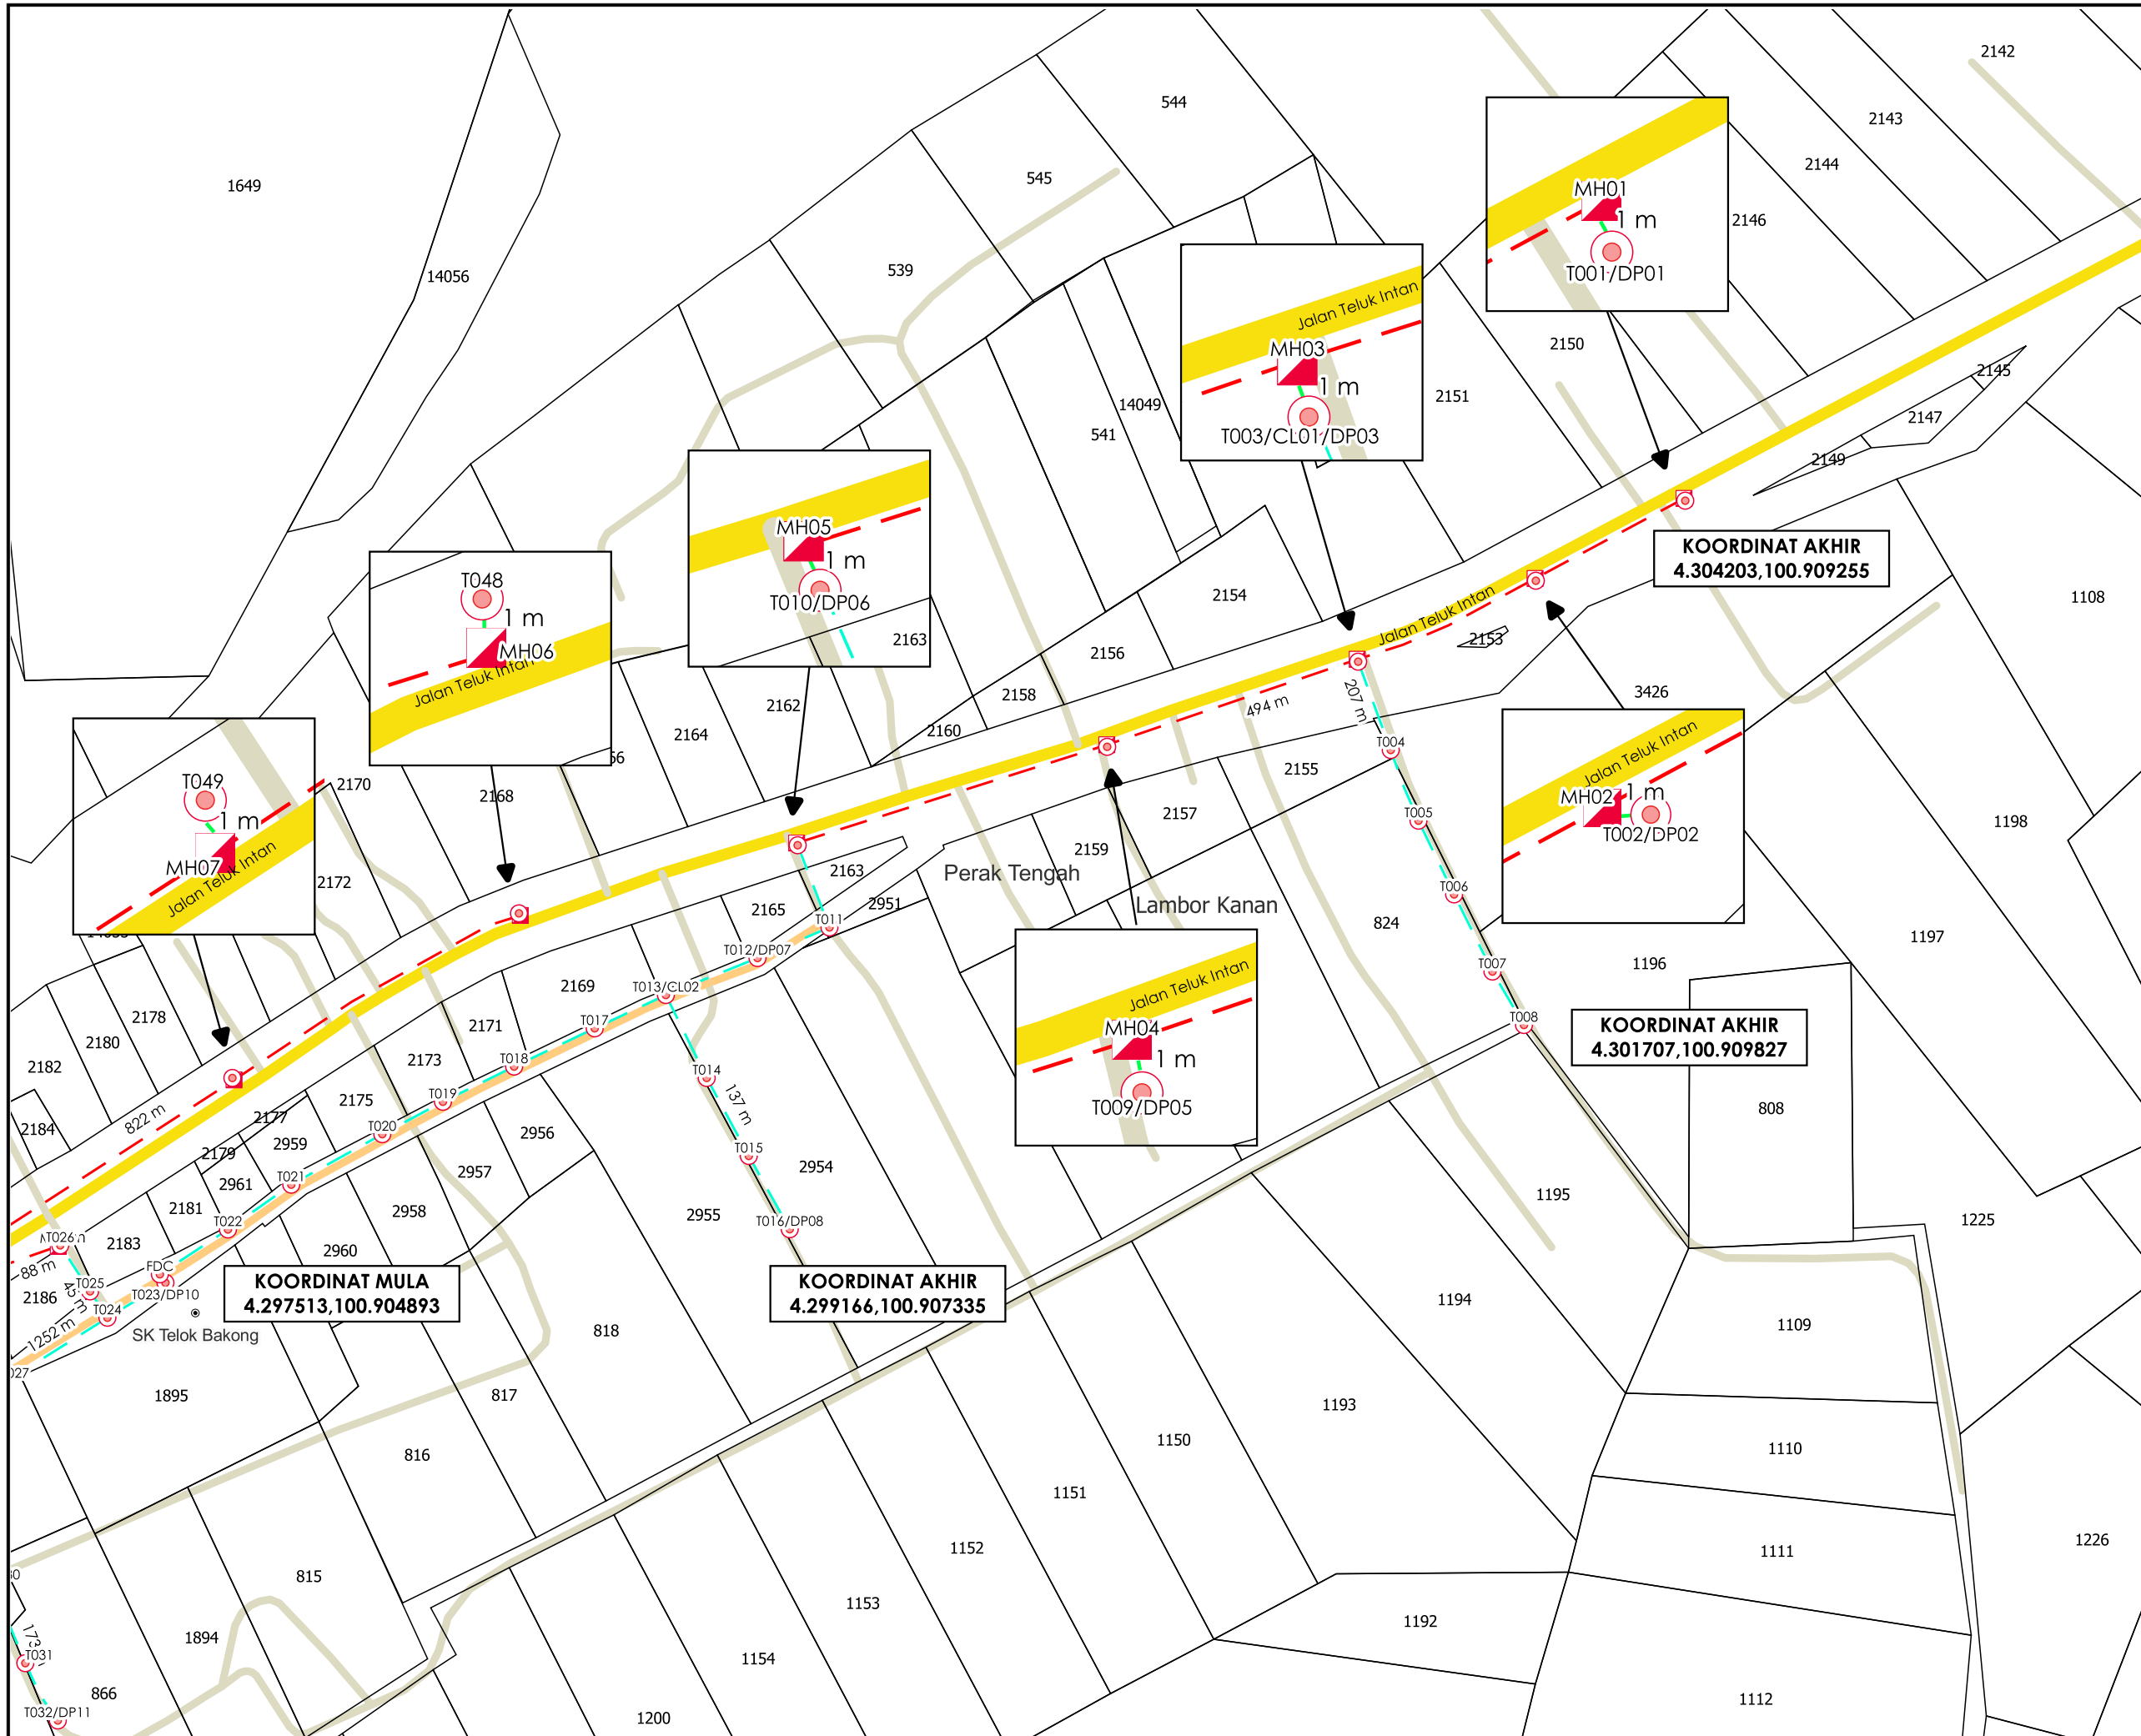 2142
544
2143
2144
545
1649
MH01
1 m
T001/DP01
2146
539
14056
Jalan Teluk Intan
MH03
1 m
T003/CL01/DP03
2150
2145
2151
14049
2147
541
2149
MH05
1 m
T010/DP06
2163
KOORDINAT AKHIR
4.304203,100.909255
T048
1 m
MH06
Jalan Teluk Intan
2154
1108
Jalan Teluk Intan
2153
2156
3426
2158
2162
494 m
207 m
2164
2160
T004
Jalan Teluk Intan
MH02
1 m
T002/DP02
2155
T049
1 m
MH07
Jalan Teluk Intan
2170
2168
2157
T005
1198
2159
Perak Tengah
2163
2172
T006
2165
2951
Lambor Kanan
T011
824
1197
T012/DP07
T007
1196
2169
T013/CL02
Jalan Teluk Intan
MH04
1 m
T009/DP05
2178
2171
T017
T008
KOORDINAT AKHIR
4.301707,100.909827
2180
2182
2173
T018
T014
2175
T019
137 m
808
822 m
2177
2184
T020
2956
2959
2179
T015
2954
2961
T021
2957
1195
2181
2958
2955
T022
T016/DP08
1225
T026
2183
2960
88 m
FDC
T025
45 m
T023/DP10
2186
T024
KOORDINAT MULA
4.297513,100.904893
KOORDINAT AKHIR
4.299166,100.907335
1194
1252 m
SK Telok Bakong
818
1109
027
1895
817
1193
816
1150
1110
1151
1226
1152
1111
815
1153
1192
173
T031
1894
1154
866
T032/DP11
1200
1112